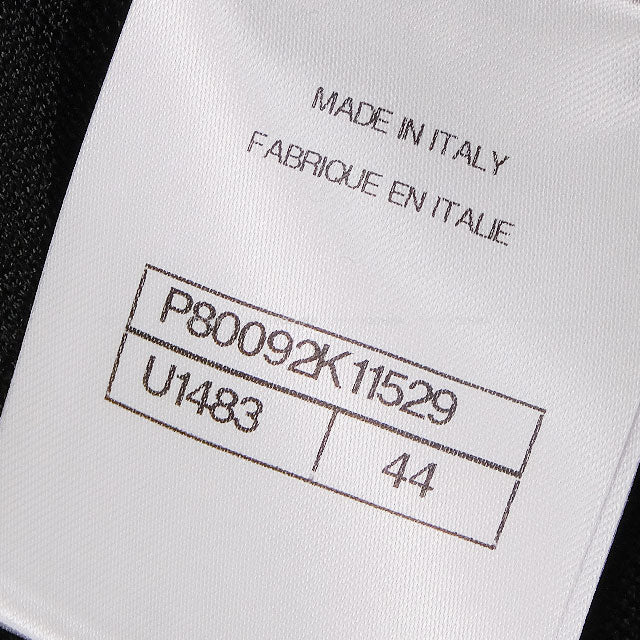 MADE IN ITALY
FABRIQUE EN ITALIE
P80092K11529
U1483
44